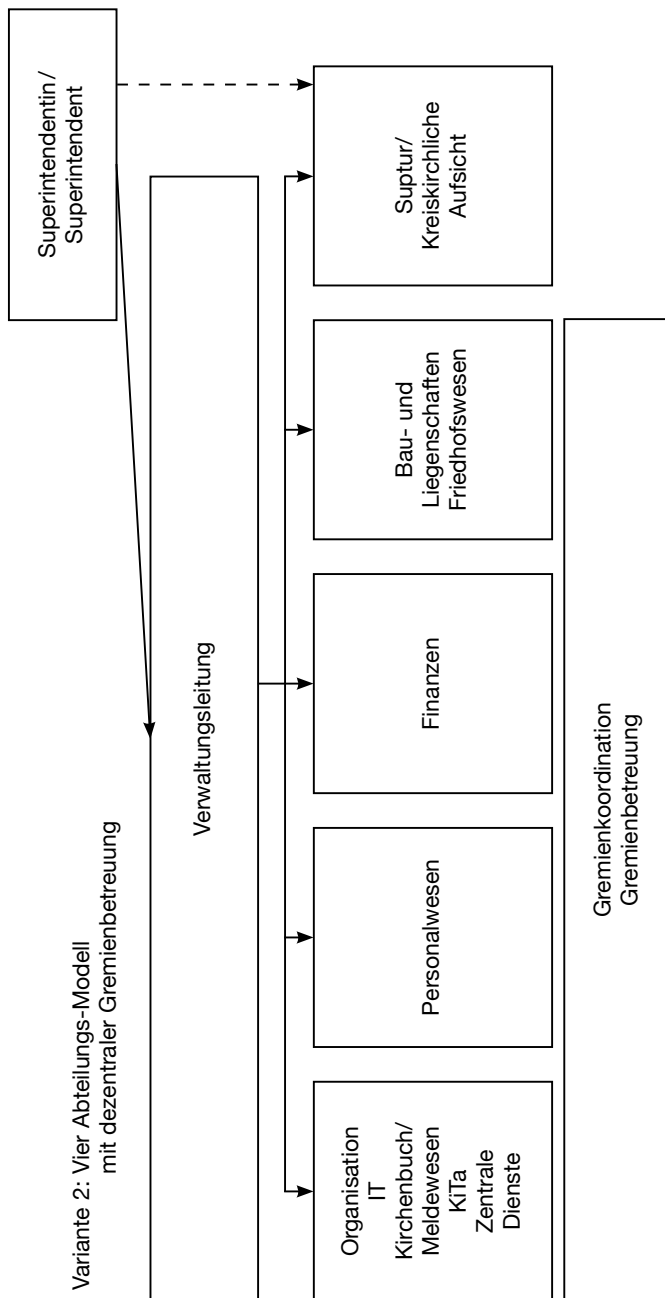 Variante 2: Vier Abteilungs-Modell
mit dezentraler Gremienbetreuung
Superintendentin/
Superintendent
Verwaltungsleitung
Organisation
IT
Kirchenbuch/
Meldewesen
KiTa
Zentrale
Dienste
Personalwesen
Finanzen
Bau- und
Liegenschaften
Friedhofswesen
Suptur/
Kreiskirchliche
Aufsicht
Gremienkoordination
Gremienbetreuung